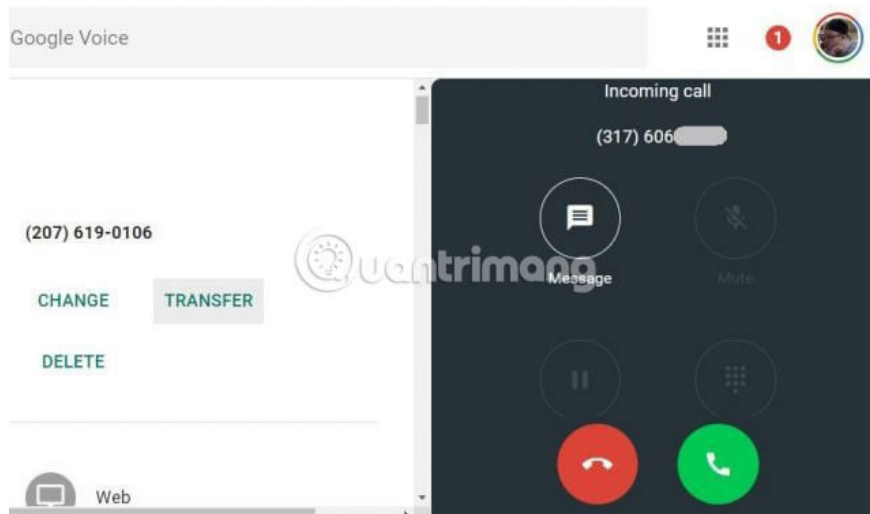 Google Voice
1
Incoming call
(317) 606
(207) 619-0106
Quantrimang
Message
Mute
CHANGE
TRANSFER
DELETE
Web